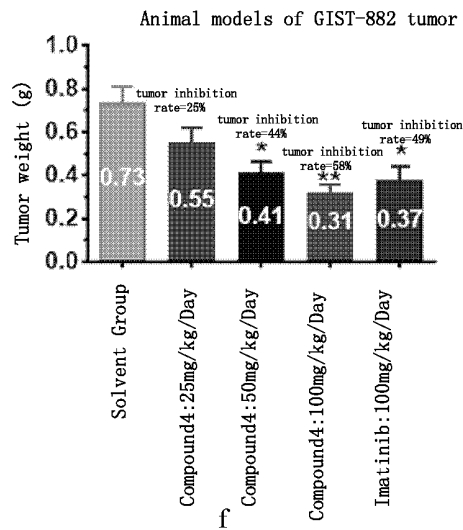 Animal models of GIST-882 tumor
Tumor weight (g)
1.0
0.8
0.6
0.4
0.2
0.0
tumor inhibition
rate=25%
tumor inhibition
rate=44%
*
tumor inhibition
rate=58%
**
tumor inhibition
rate=49%
*
0.73
0.55
0.41
0.31
0.37
Solvent Group
Compound4:25mg/kg/Day
Compound4:50mg/kg/Day
Compound4:100mg/kg/Day
Imatinib:100mg/kg/Day
f